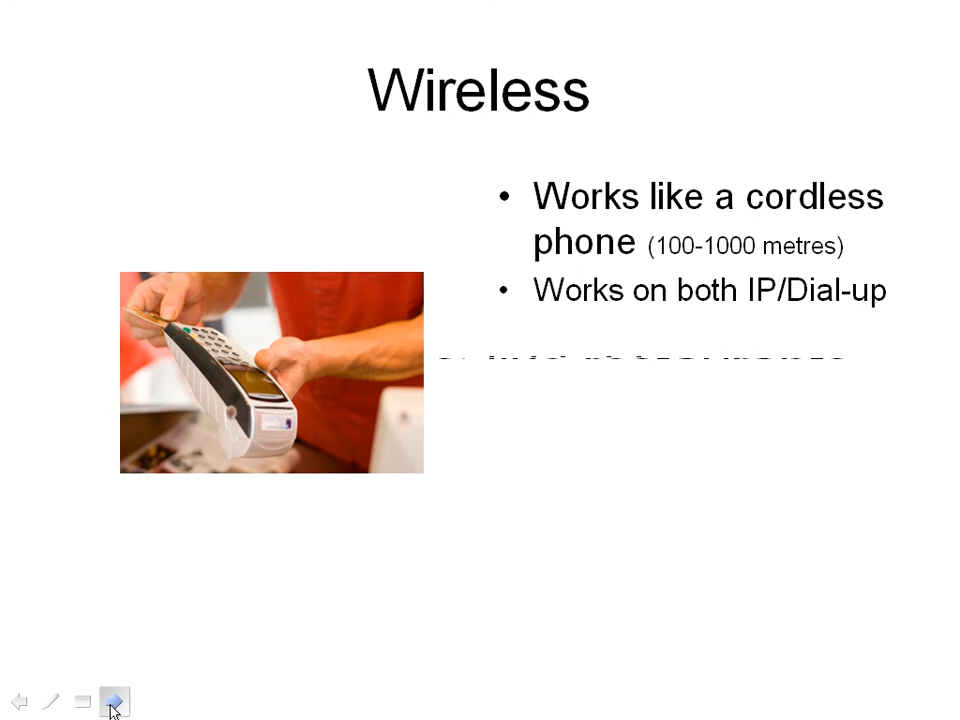 Wireless
• Works like a cordless
phone (100-1000 metres)
• Works on both IP/Dial-up